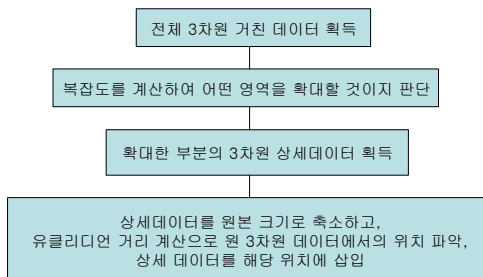 전체 3차원 거친 데이터 획득
복잡도를 계산하여 어떤 영역을 확대할 것이지 판단
확대한 부분의 3차원 상세데이터 획득
상세데이터를 원본 크기로 축소하고,
유클리디언 거리 계산으로 원 3차원 데이터에서의 위치 파악,
상세 데이터를 해당 위치에 삽입